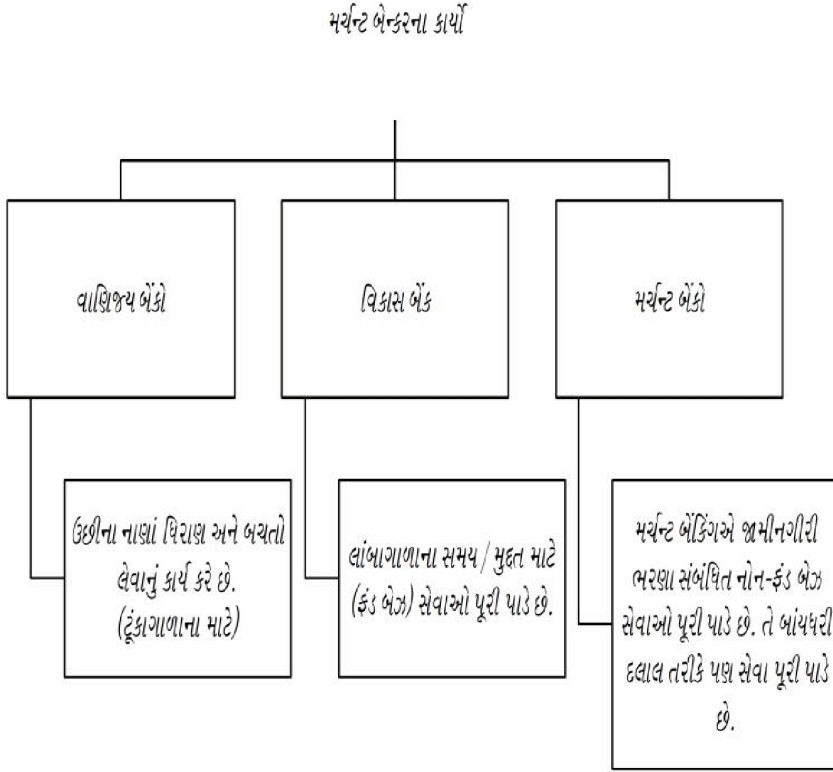 મર્ચન્ટ બેન્કરના કાર્યો
વાણિજ્ય બેંકો
વિકાસ બેંક
મર્ચન્ટ બેંકો
ઉછીના નાણાં ધિરાણ અને બચતો
લેવાનું કાર્ય કરે છે.
(ટૂંકાગાળાના માટે)
લાંબાગાળાના સમય / મુદ્દત માટે
(ફંડ બેઝ) સેવાઓ પૂરી પાડે છે.
મર્ચન્ટ બેંકિંગએ જામીનગીરી
ભરણા સંબંધિત નોન-ફંડ બેઝ
સેવાઓ પૂરી પાડે છે. તે બાંયધરી
દલાલ તરીકે પણ સેવા પૂરી પાડે
છે.